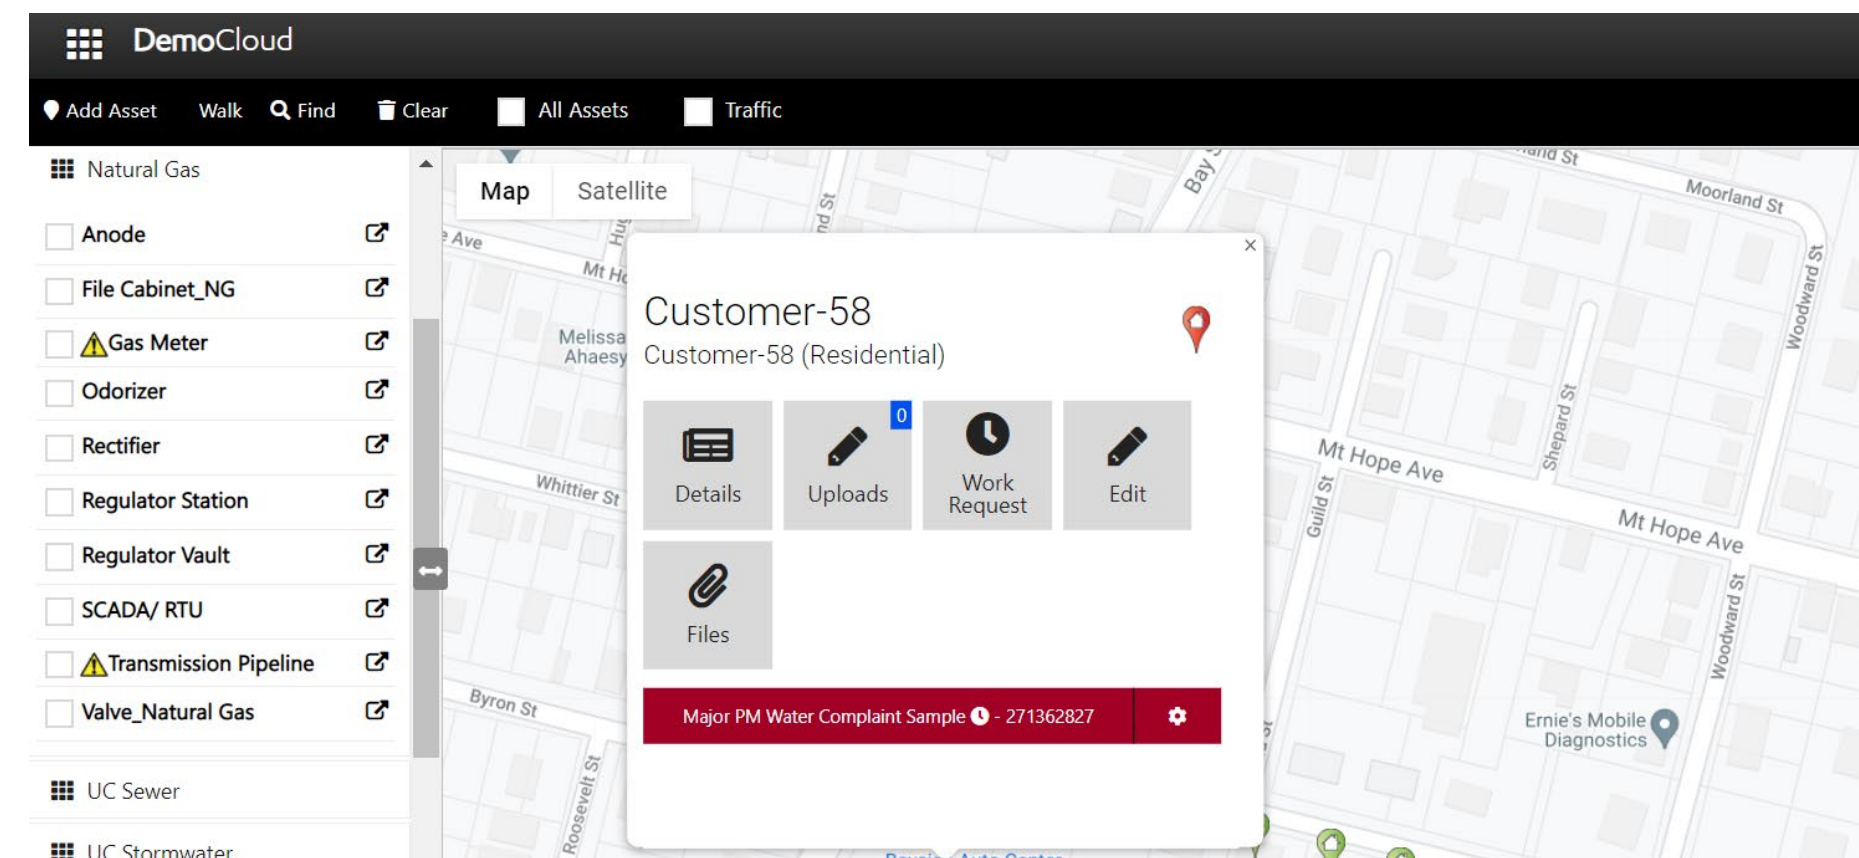 DemoCloud
Add Asset Walk Find Clear All Assets Traffic
Natural Gas
Anode
File Cabinet_NG
Gas Meter
Odorizer
Rectifier
Regulator Station
Regulator Vault
SCADA/ RTU
Transmission Pipeline
Valve_Natural Gas
UC Sewer
UC Stormwater
Map Satellite
Customer-58
Customer-58 (Residential)
Details
0
Uploads
Work
Request
Edit
Files
Major PM Water Complaint Sample - 271362827
Ave
Mt
Melissa
Whittier St
Byron St
Roosevelt St
Bay
Moorland St
Woodward St
Shepard St
Mt Hope Ave
Guild St
Mt Hope Ave
Woodward St
Ernie's Mobile
Diagnostics